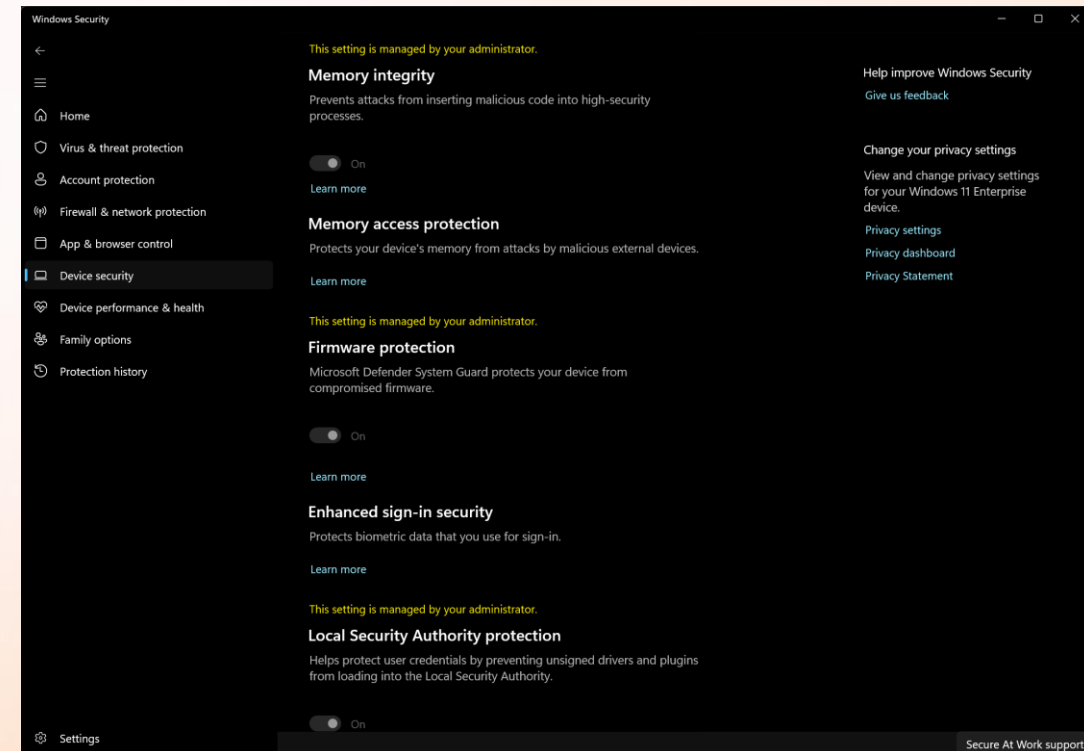 Windows Security
Home
Virus & threat protection
Account protection
Firewall & network protection
App & browser control
Device security
Device performance & health
Family options
Protection history
Settings
This setting is managed by your administrator.
Memory integrity
Prevents attacks from inserting malicious code into high-security
processes.
On
Learn more
Memory access protection
Protects your device's memory from attacks by malicious external devices.
Learn more
This setting is managed by your administrator.
Firmware protection
Microsoft Defender System Guard protects your device from
compromised firmware.
On
Learn more
Enhanced sign-in security
Protects biometric data that you use for sign-in.
Learn more
This setting is managed by your administrator.
Local Security Authority protection
Helps protect user credentials by preventing unsigned drivers and plugins
from loading into the Local Security Authority.
On
Help improve Windows Security
Give us feedback
Change your privacy settings
View and change privacy settings
for your Windows 11 Enterprise
device.
Privacy settings
Privacy dashboard
Privacy Statement
Secure At Work support